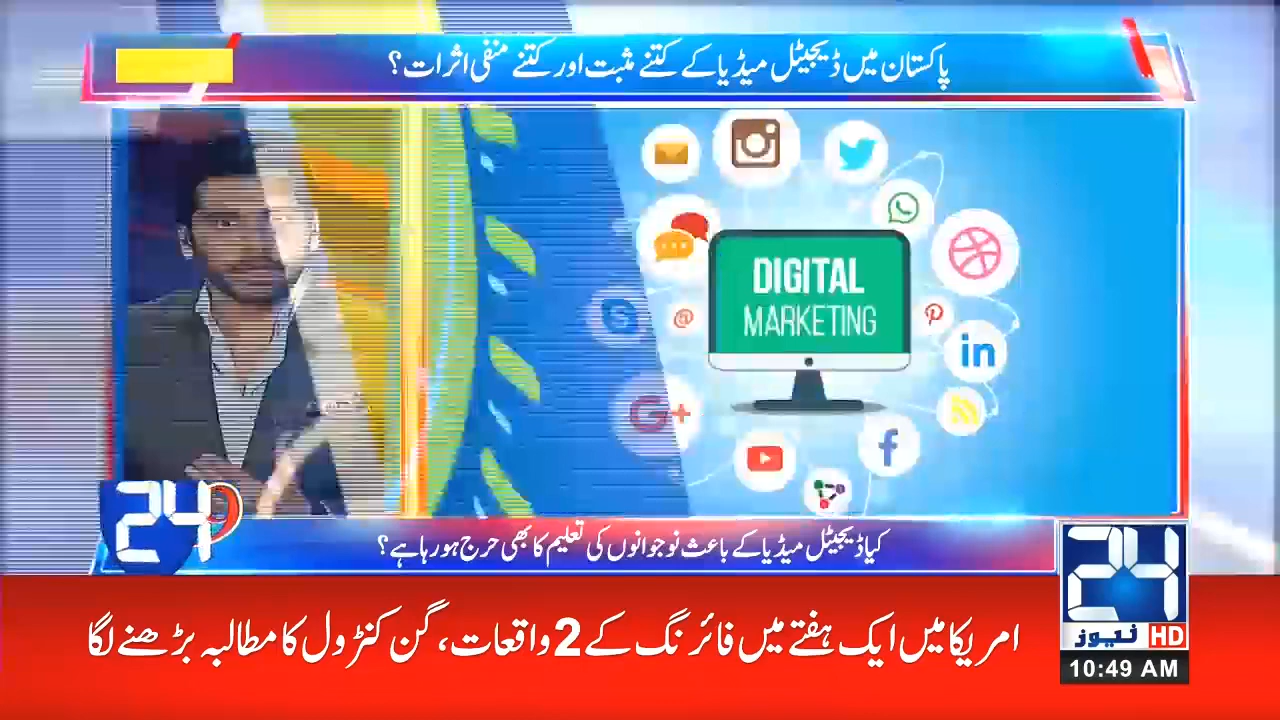 پاکستان میں ڈیجیٹل میڈیا کے کتنے مثبت اور کتنے منفی اثرات؟
DIGITAL
MARKETING
in
G+
24
کیا ڈیجیٹل میڈیا کے باعث نوجوانوں کی تعلیم کا بھی حرج ہو رہا ہے؟
امریکا میں ایک ہفتے میں فائرنگ کے 2 واقعات، گن کنٹرول کا مطالبہ بڑھنے لگا
24
نیوز HD
10:49 AM